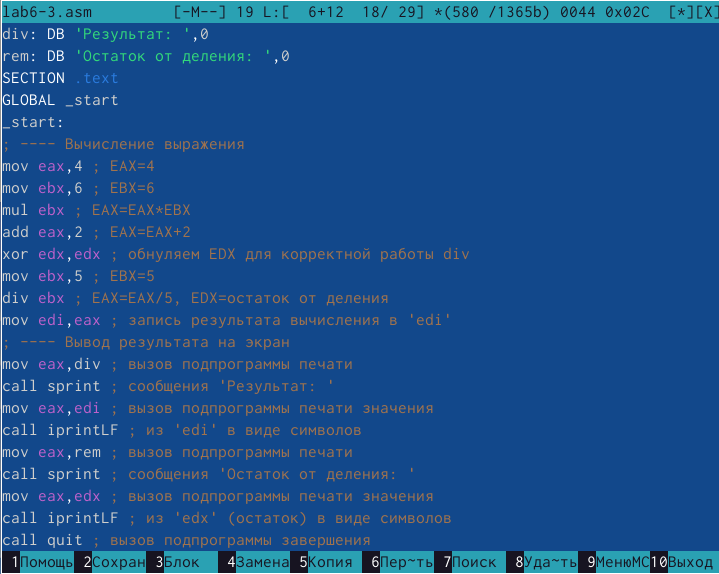 lab6-3.asm         [-M--] 19 L:[  6+12  18/ 29] *(580 /1365b) 0044 0x02C  [*][X]
div: DB 'Результат: ',0
rem: DB 'Остаток от деления: ',0
SECTION .text
GLOBAL _start
_start:
; ---- Вычисление выражения
mov eax,4 ; EAX=4
mov ebx,6 ; EBX=6
mul ebx ; EAX=EAX*EBX
add eax,2 ; EAX=EAX+2
xor edx,edx ; обнуляем EDX для корректной работы div
mov ebx,5 ; EBX=5
div ebx ; EAX=EAX/5, EDX=остаток от деления
mov edi,eax ; запись результата вычисления в 'edi'
; ---- Вывод результата на экран
mov eax,div ; вызов подпрограммы печати
call sprint ; сообщения 'Результат: '
mov eax,edi ; вызов подпрограммы печати значения
call iprintLF ; из 'edi' в виде символов
mov eax,rem ; вызов подпрограммы печати
call sprint ; сообщения 'Остаток от деления: '
mov eax,edx ; вызов подпрограммы печати значения
call iprintLF ; из 'edx' (остаток) в виде символов
call quit ; вызов подпрограммы завершения
1Помощь 2Сохран 3Блок 4Замена 5Копия 6Пер~ть 7Поиск 8Уда~ть 9МенюMC 10Выход